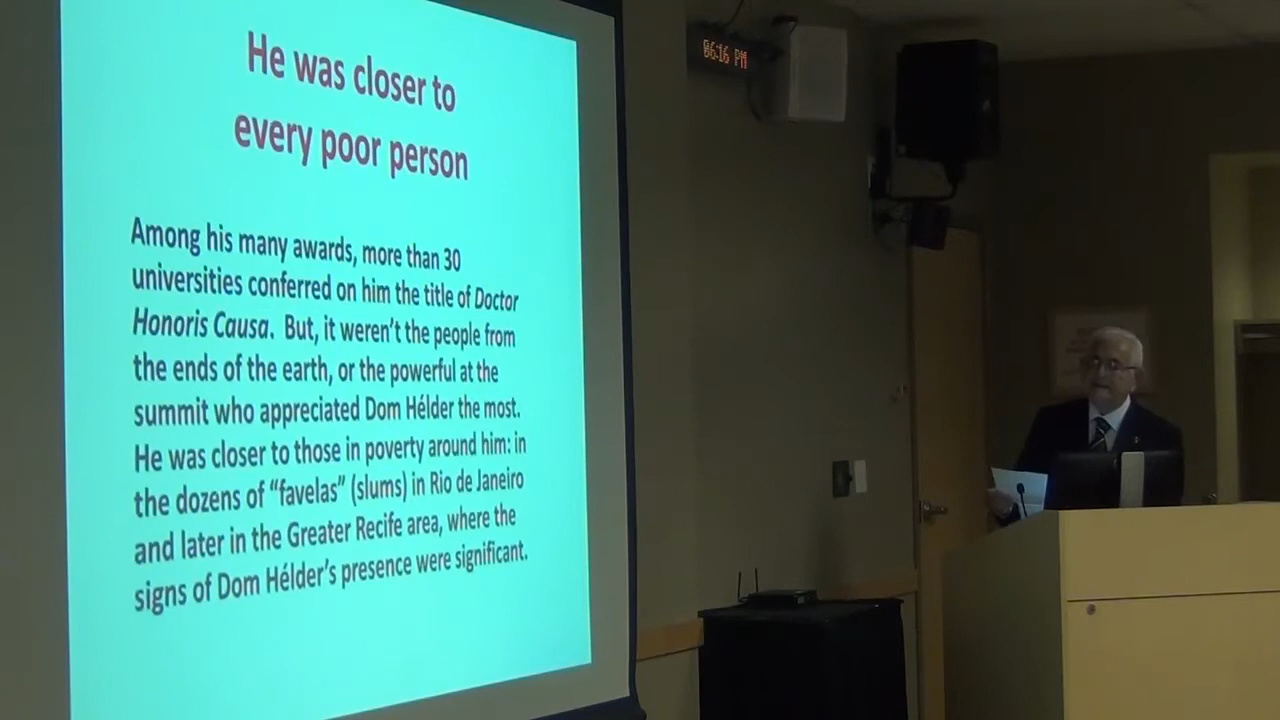 He was closer to
every poor person
Among his many awards, more than 30
universities conferred on him the title of Doctor
Honoris Causa. But, it weren't the people from
the ends of the earth, or the powerful at the
summit who appreciated Dom Hélder the most.
He was closer to those in poverty around him: in
the dozens of “favelas” (slums) in Rio de Janeiro
and later in the Greater Recife area, where the
signs of Dom Hélder's presence were significant.
06:16 PM